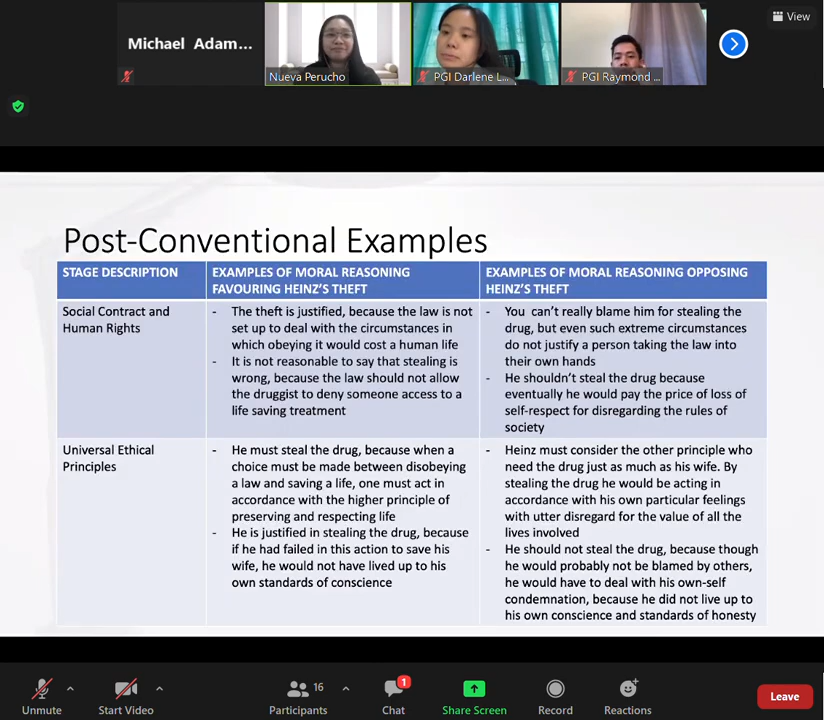 Michael Adam...
View
Nueva Perucho
PGI Darlene L...
PGI Raymond ...
Post-Conventional Examples
STAGE DESCRIPTION
EXAMPLES OF MORAL REASONING
FAVOURING HEINZ'S THEFT
EXAMPLES OF MORAL REASONING OPPOSING
HEINZ'S THEFT
Social Contract and
Human Rights
- The theft is justified, because the law is not
set up to deal with the circumstances in
which obeying it would cost a human life
- It is not reasonable to say that stealing is
wrong, because the law should not allow
the druggist to deny someone access to a
life saving treatment
- You can't really blame him for stealing the
drug, but even such extreme circumstances
do not justify a person taking the law into
their own hands
- He shouldn't steal the drug because
eventually he would pay the price of loss of
self-respect for disregarding the rules of
society
Universal Ethical
Principles
- He must steal the drug, because when a
choice must be made between disobeying
a law and saving a life, one must act in
accordance with the higher principle of
preserving and respecting life
- He is justified in stealing the drug, because
if he had failed in this action to save his
wife, he would not have lived up to his
own standards of conscience
- Heinz must consider the other principle who
need the drug just as much as his wife. By
stealing the drug he would be acting in
accordance with his own particular feelings
with utter disregard for the value of all the
lives involved
- He should not steal the drug, because though
he would probably not be blamed by others,
he would have to deal with his own-self
condemnation, because he did not live up to
his own conscience and standards of honesty
16
1
Unmute
Start Video
Participants
Chat
Share Screen
Record
Reactions
Leave